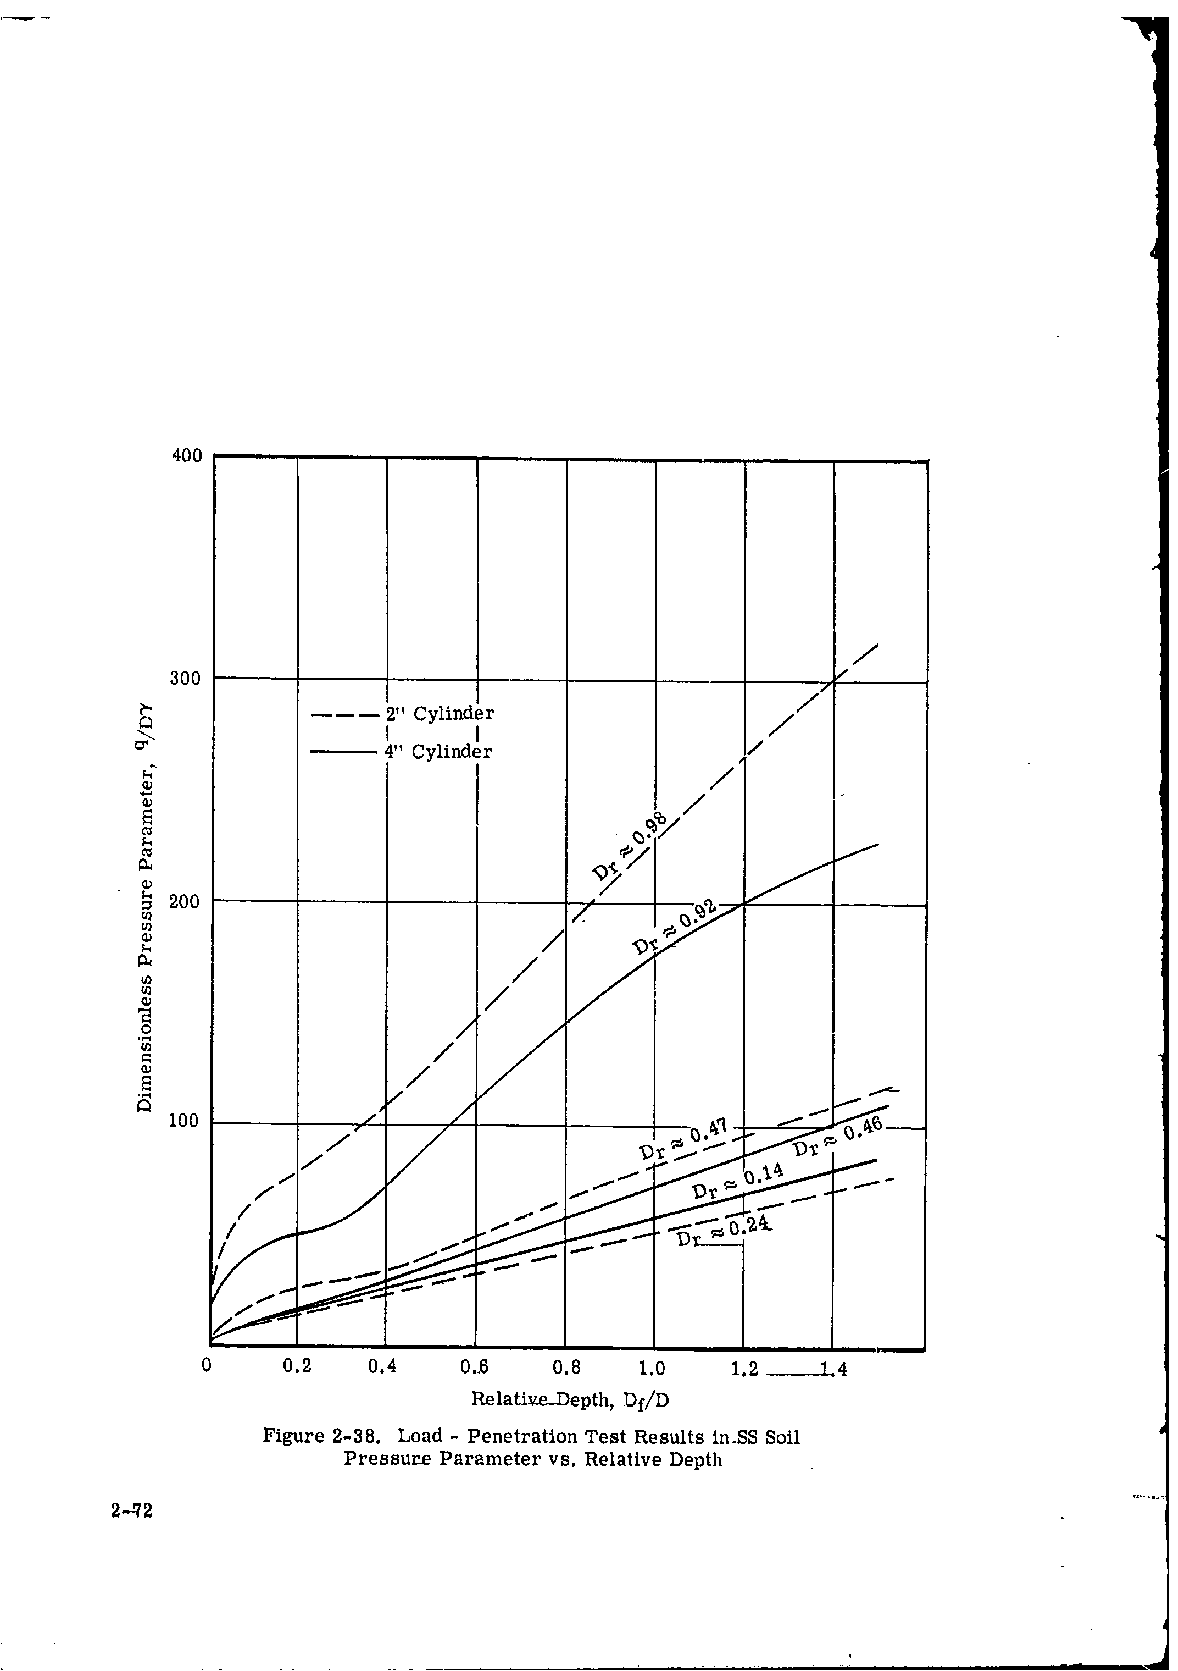 400
300
200
100
Dimensionless Pressure Parameter, q/Dγ
2" Cylinder
4" Cylinder
Dr ≈ 0.98
Dr ≈ 0.92
Dr ≈ 0.47
Dr ≈ 0.46
Dr ≈ 0.14
Dr ≈ 0.24
0 0.2 0.4 0.6 0.8 1.0 1.2 1.4
Relative Depth, Df/D
Figure 2-38. Load - Penetration Test Results in SS Soil
Pressure Parameter vs. Relative Depth
2-72